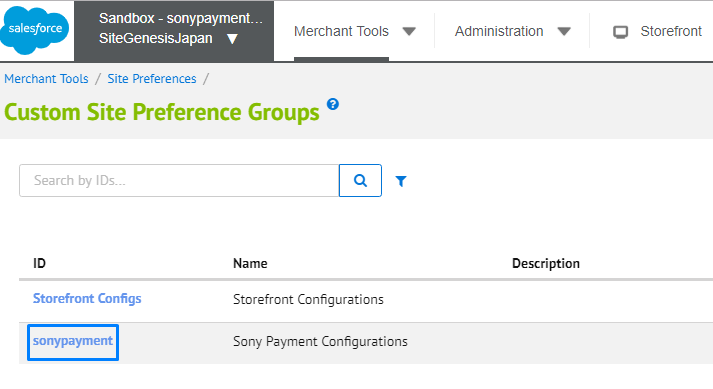 salesforce
Sandbox - sonypayment...
SiteGenesisJapan ▼
Merchant Tools ▼
Administration ▼
Storefront
Merchant Tools / Site Preferences /
Custom Site Preference Groups ?
Search by IDs...
ID Name Description
Storefront Configs Storefront Configurations
sonypayment Sony Payment Configurations